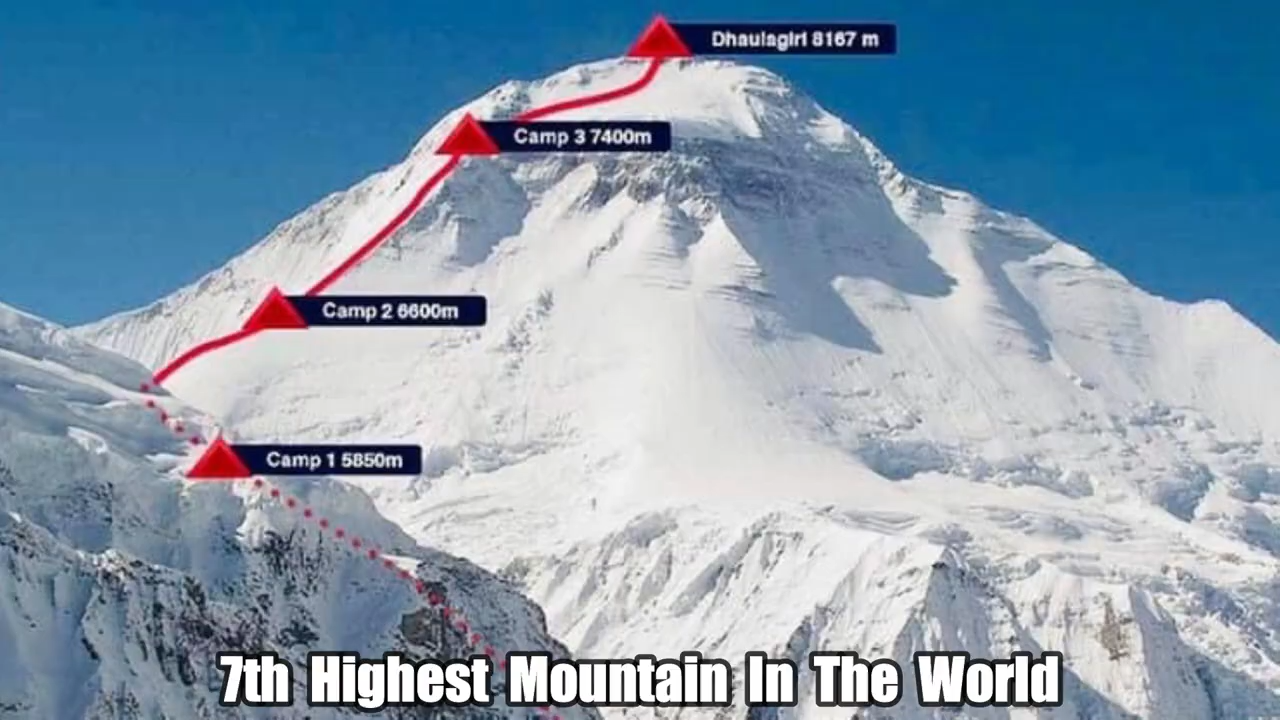 Dhaulagiri 8167 m
Camp 3 7400m
Camp 2 6600m
Camp 1 5850m
7th Highest Mountain In The World